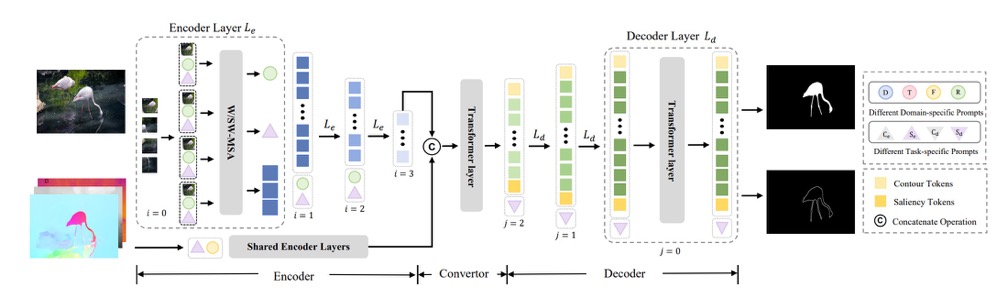 Encoder Layer L_e
Decoder Layer L_d
W/SW-MSA
L_e
L_e
i = 0
i = 1
i = 2
i = 3
C
Transformer layer
L_d
L_d
j = 2
j = 1
Transformer layer
j = 0
Shared Encoder Layers
Encoder
Convertor
Decoder
D T F R
Different Domain-specific Prompts
C_e S_e C_d S_d
Different Task-specific Prompts
Contour Tokens
Saliency Tokens
C Concatenate Operation